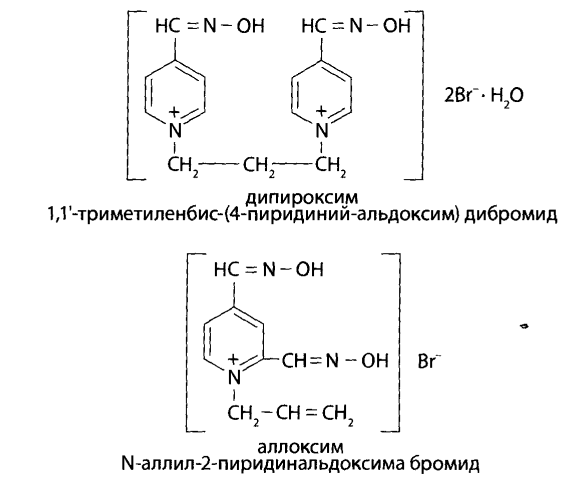 HC=N–OH HC=N–OH
+ +
N N
CH₂—CH₂—CH₂
2Br⁻·H₂O
дипироксим
1,1'-триметиленбис-(4-пиридиний-альдоксим) дибромид
HC=N–OH
CH=N–OH
+
N
Br⁻
CH₂–CH=CH₂
аллоксим
N-аллил-2-пиридинальдоксима бромид